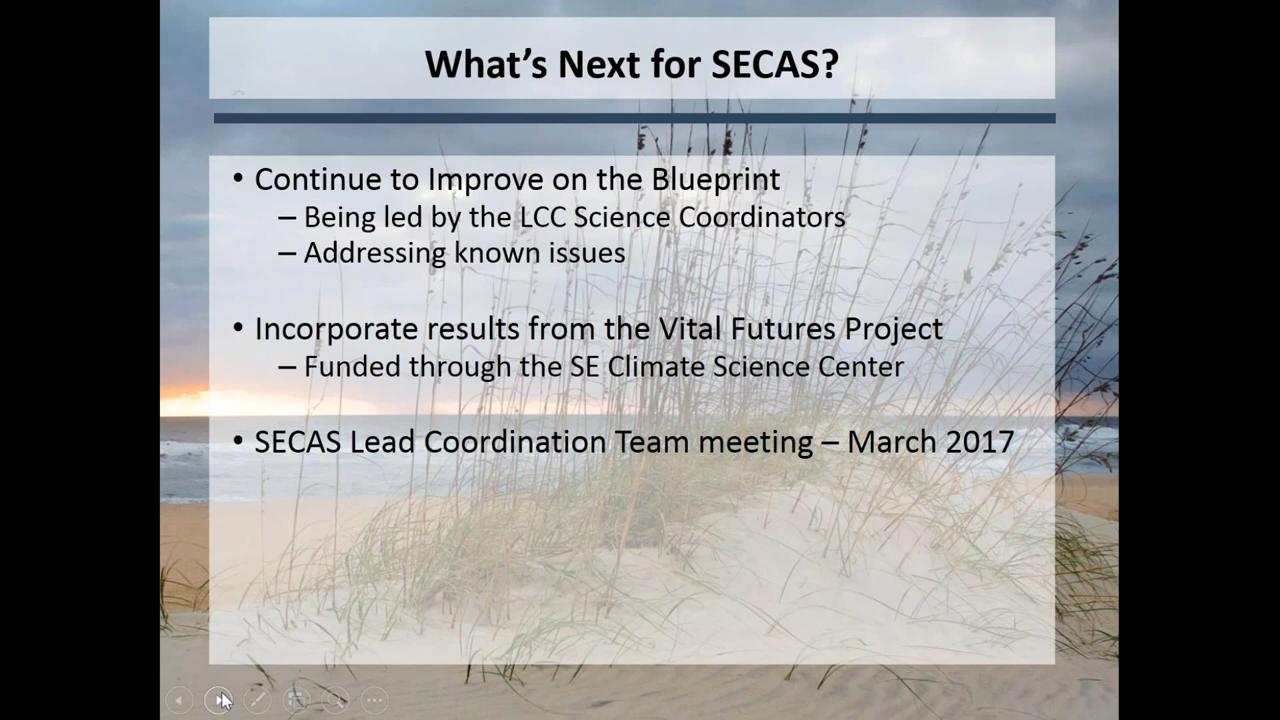 What's Next for SECAS?
• Continue to Improve on the Blueprint
– Being led by the LCC Science Coordinators
– Addressing known issues
• Incorporate results from the Vital Futures Project
– Funded through the SE Climate Science Center
• SECAS Lead Coordination Team meeting – March 2017